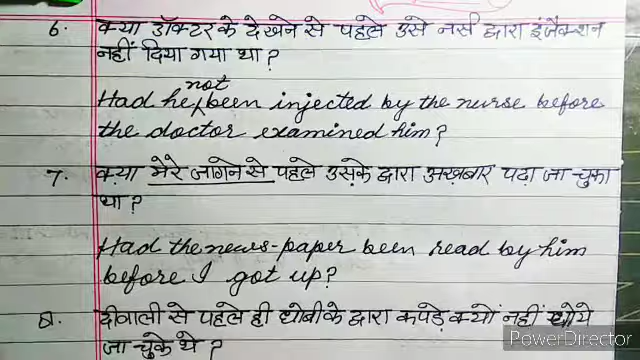 6. क्या डॉक्टर के देखने से पहले उसे नर्स द्वारा इंजैक्शन
नहीं दिया गया था ?
not
Had he been injected by the nurse before
the doctor examined him?
7. क्या मेरे जागने से पहले उसके द्वारा अख़बार पढ़ा जा चुका
था ?
Had the news-paper been read by him
before I got up?
8. दीवाली से पहले ही धोबी के द्वारा कपड़े क्यों नहीं धोये
जा चुके थे ?
PowerDirector